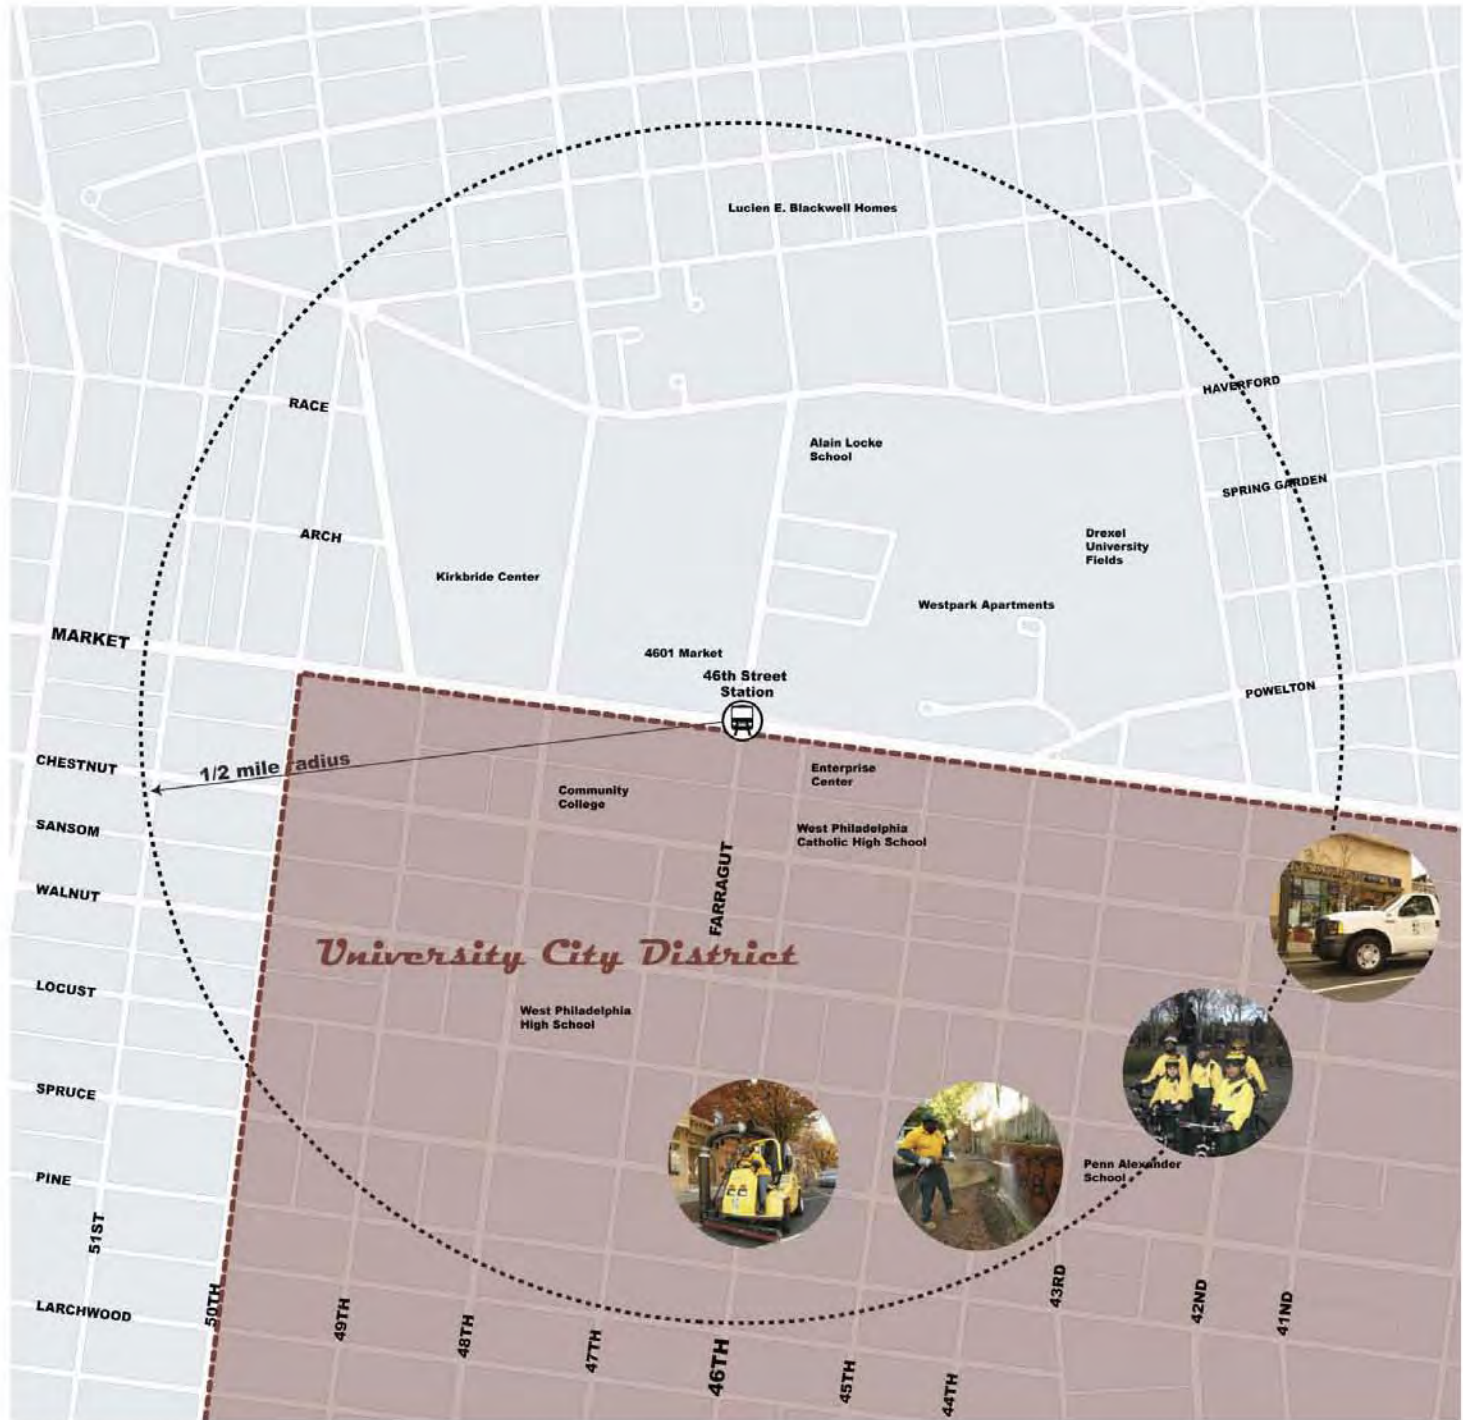 Lucien E. Blackwell Homes
HAVERFORD
RACE
Alain Locke
School
SPRING GARDEN
ARCH
Drexel
University
Fields
Kirkbride Center
Westpark Apartments
MARKET
4601 Market
46th Street
Station
POWELTON
CHESTNUT
1/2 mile radius
Enterprise
Center
Community
College
SANSOM
West Philadelphia
Catholic High School
WALNUT
FARRAGUT
University City District
LOCUST
West Philadelphia
High School
SPRUCE
PINE
Penn Alexander
School
51ST
LARCHWOOD
50TH
49TH
48TH
47TH
46TH
45TH
44TH
43RD
42ND
41ND